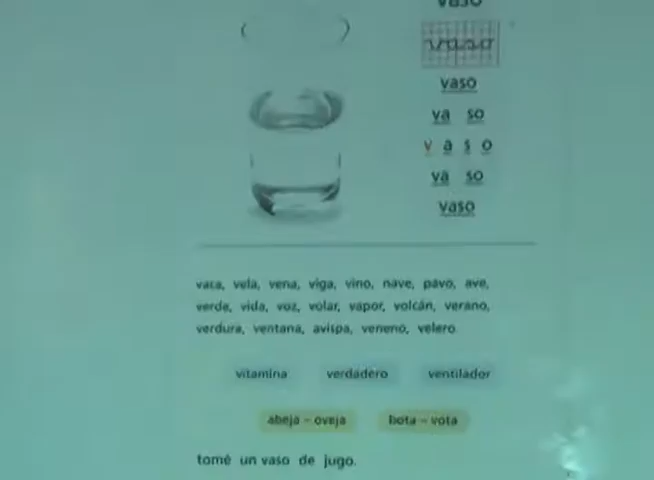 vaso
vaso
vaso
va so
v a s o
va so
vaso
vaca, vela, vena, viga, vino, nave, pavo, ave,
verde, vida, voz, volar, vapor, volcán, verano,
verdura, ventana, avispa, veneno, velero.
vitamina verdadero ventilador
abeja – oveja bota – vota
tomé un vaso de jugo.